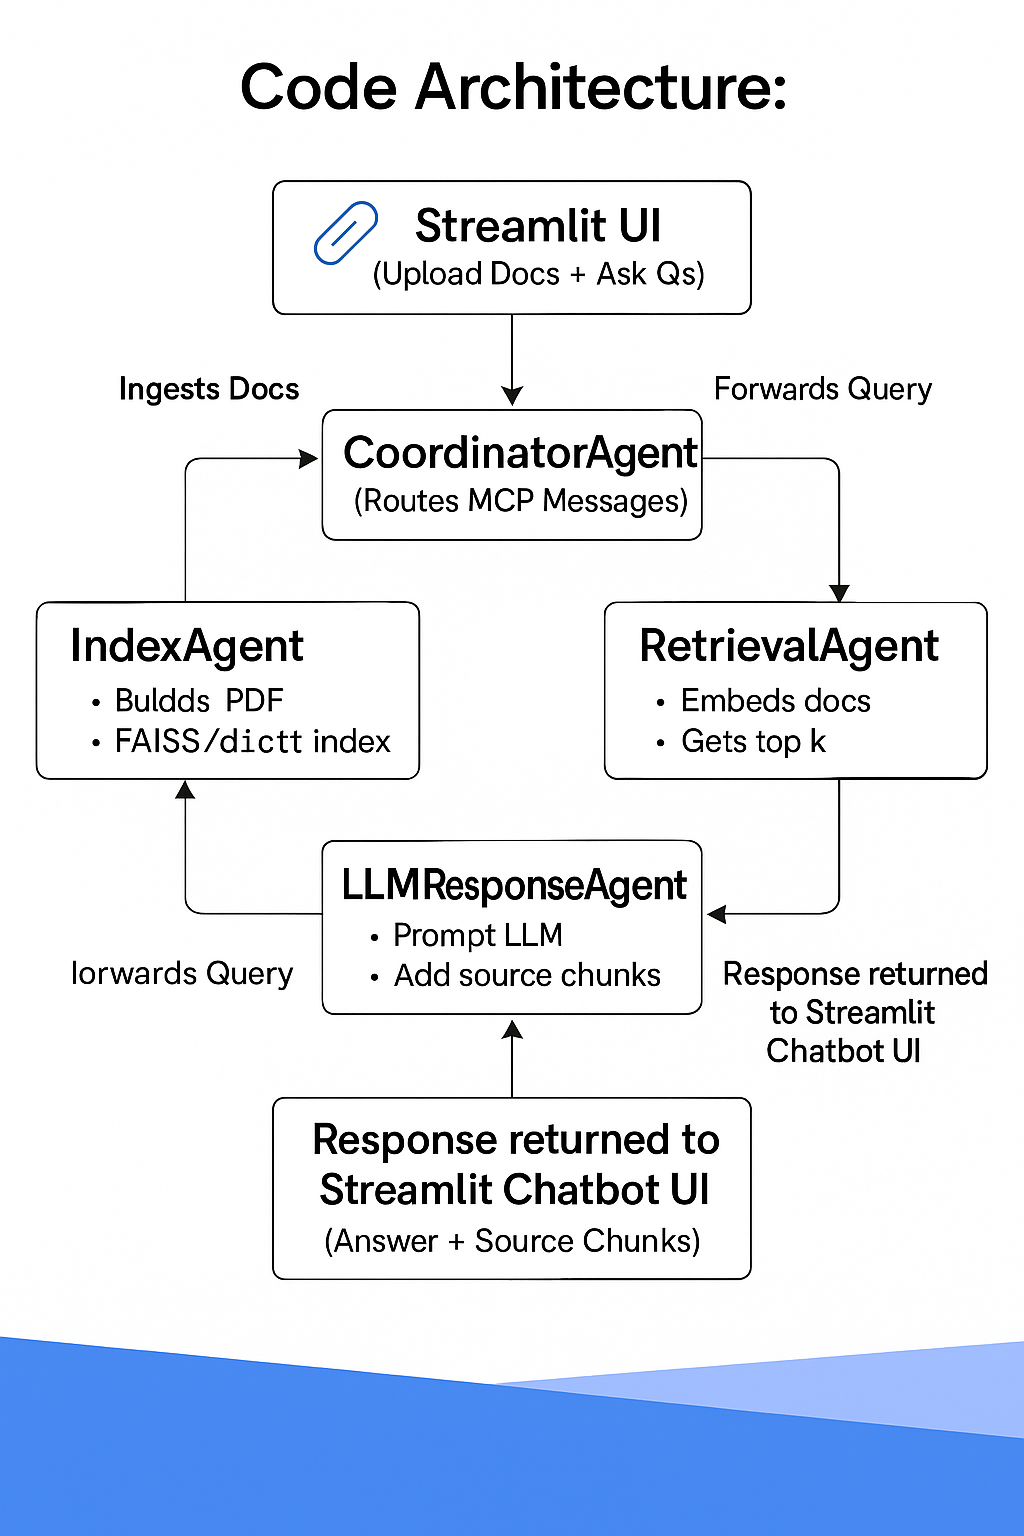 Code Architecture:
Streamlit UI
(Upload Docs + Ask Qs)
Ingests Docs
Forwards Query
CoordinatorAgent
(Routes MCP Messages)
IndexAgent
• Buldds PDF
• FAISS/dictt index
RetrievalAgent
• Embeds docs
• Gets top k
LLMResponseAgent
• Prompt LLM
• Add source chunks
lorwards Query
Response returned
to Streamlit
Chatbot UI
Response returned to
Streamlit Chatbot UI
(Answer + Source Chunks)